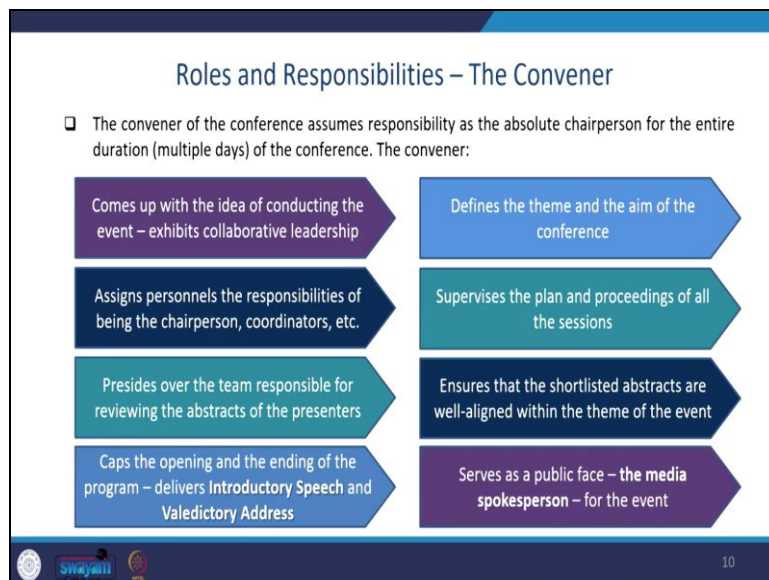 Roles and Responsibilities – The Convener
❑ The convener of the conference assumes responsibility as the absolute chairperson for the entire
duration (multiple days) of the conference. The convener:
Comes up with the idea of conducting the
event – exhibits collaborative leadership
Defines the theme and the aim of the
conference
Assigns personnels the responsibilities of
being the chairperson, coordinators, etc.
Supervises the plan and proceedings of all
the sessions
Presides over the team responsible for
reviewing the abstracts of the presenters
Ensures that the shortlisted abstracts are
well-aligned within the theme of the event
Caps the opening and the ending of the
program – delivers Introductory Speech and
Valedictory Address
Serves as a public face – the media
spokesperson – for the event
swayam
10